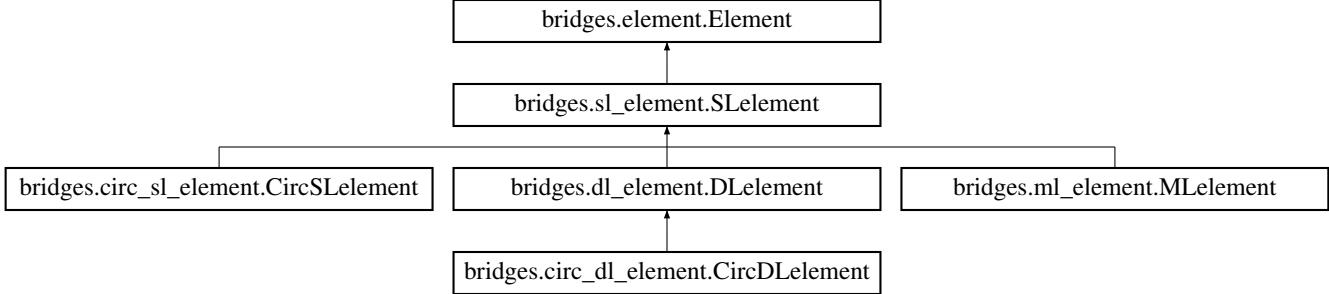 bridges.element.Element
bridges.sl_element.SLelement
bridges.circ_sl_element.CircSLelement
bridges.dl_element.DLelement
bridges.ml_element.MLelement
bridges.circ_dl_element.CircDLelement